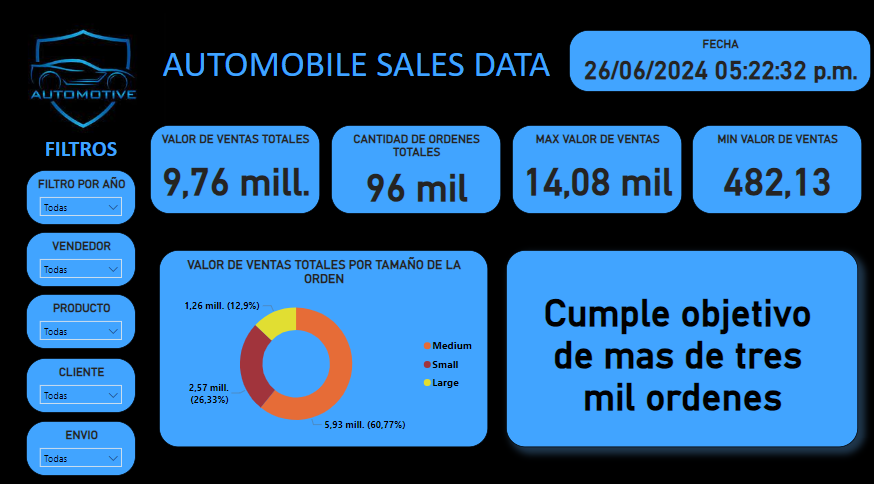 AUTOMOTIVE
AUTOMOBILE SALES DATA
FECHA
26/06/2024 05:22:32 p.m.
FILTROS
FILTRO POR AÑO
Todas
VENDEDOR
Todas
PRODUCTO
Todas
CLIENTE
Todas
ENVIO
Todas
VALOR DE VENTAS TOTALES
9,76 mill.
CANTIDAD DE ORDENES
TOTALES
96 mil
MAX VALOR DE VENTAS
14,08 mil
MIN VALOR DE VENTAS
482,13
VALOR DE VENTAS TOTALES POR TAMAÑO DE LA
ORDEN
1,26 mill. (12,9%)
2,57 mill.
(26,33%)
5,93 mill. (60,77%)
Medium
Small
Large
Cumple objetivo
de mas de tres
mil ordenes